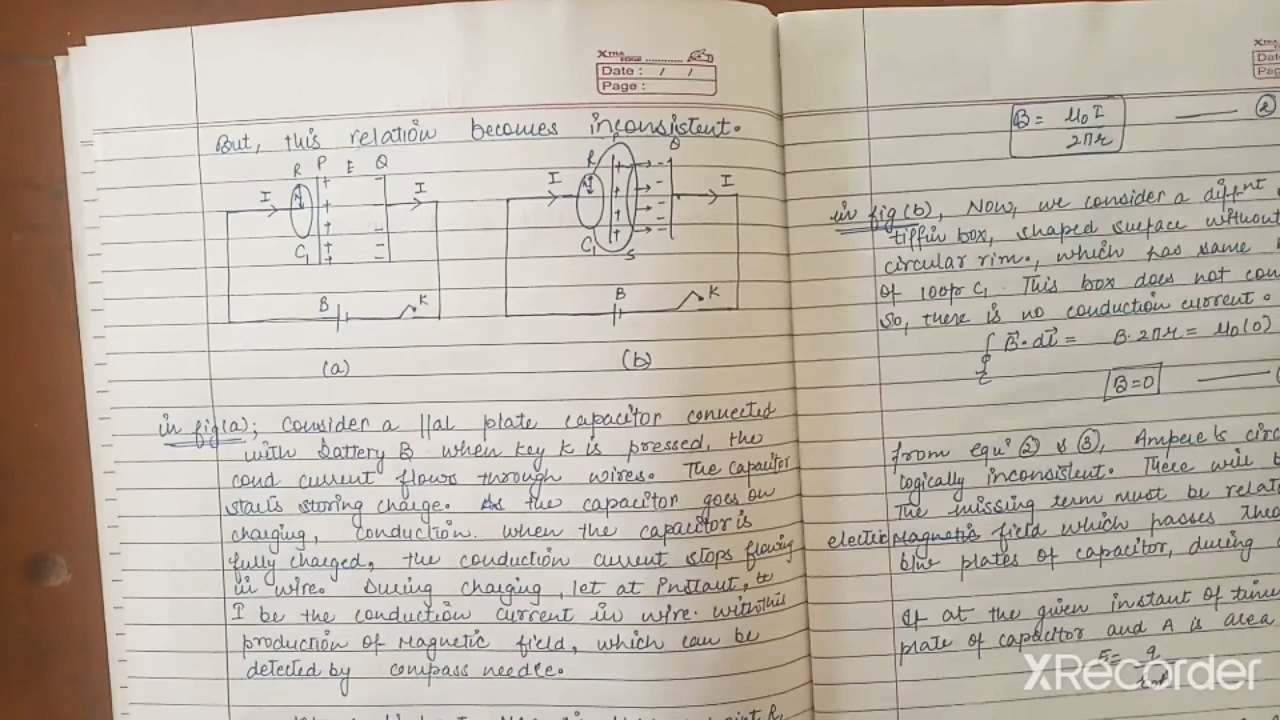 XTRA EDGE
Date : / /
Page :
But, this relation becomes inconsistent.
R P E Q
I I
+ -
+ -
+ -
+ -
+
C1
B K
(a)
R P Q
I I
+ -
+ -
+ -
+ -
C1 S
B K
(b)
in fig(a); Consider a ||al plate capacitor connected
with battery B when key K is pressed, the
cond current flows through wires. The capacitor
starts storing charge. As the capacitor goes on
charging, conduction. when the capacitor is
fully charged, the conduction current stops flowing
in wire. During charging, let at instant, t
I be the conduction current in wire. with this
production of Magnetic field, which can be
detected by compass needle.
XTRA
Date
Pag
B = μ0 I / 2πr —— 2
in fig(b), Now, we consider a diffnt
tiffin box, shaped surface without
circular rim., which has same
of loop C1. This box does not con
So, there is no conduction current.
∮ B⃗ · dl⃗ = B. 2πr = μ0(0)
B=0 ——
from equⁿ 2 & 3, Ampere's circ
logically inconsistent. There will b
The missing term must be relat
electric magnetic field which passes
b/w plates of capacitor, during
If at the given instant of time
plate of capacitor and A is area
E = q
XRecorder